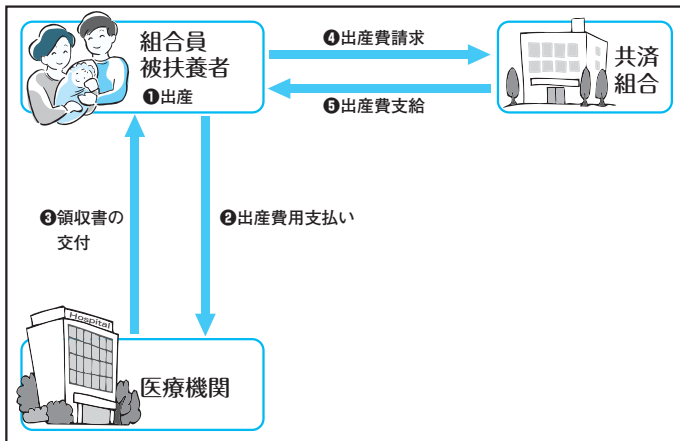 組合員
被扶養者
❶出産
❹出産費請求
❺出産費支給
共済
組合
❸領収書の
交付
❷出産費用支払い
Hospital
医療機関